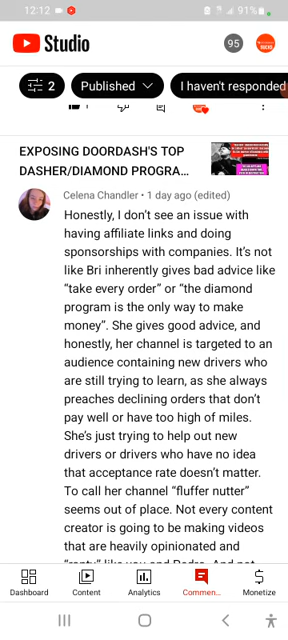 12:12
91%
Studio
95
2
Published
I haven't responded
1
EXPOSING DOORDASH'S TOP
DASHER/DIAMOND PROGRA...
Celena Chandler • 1 day ago (edited)
Honestly, I don't see an issue with
having affiliate links and doing
sponsorships with companies. It's not
like Bri inherently gives bad advice like
"take every order" or "the diamond
program is the only way to make
money". She gives good advice, and
honestly, her channel is targeted to an
audience containing new drivers who
are still trying to learn, as she always
preaches declining orders that don't
pay well or have too high of miles.
She's just trying to help out new
drivers or drivers who have no idea
that acceptance rate doesn't matter.
To call her channel "fluffer nutter"
seems out of place. Not every content
creator is going to be making videos
that are heavily opinionated and
Dashboard
Content
Analytics
Commen...
Monetize